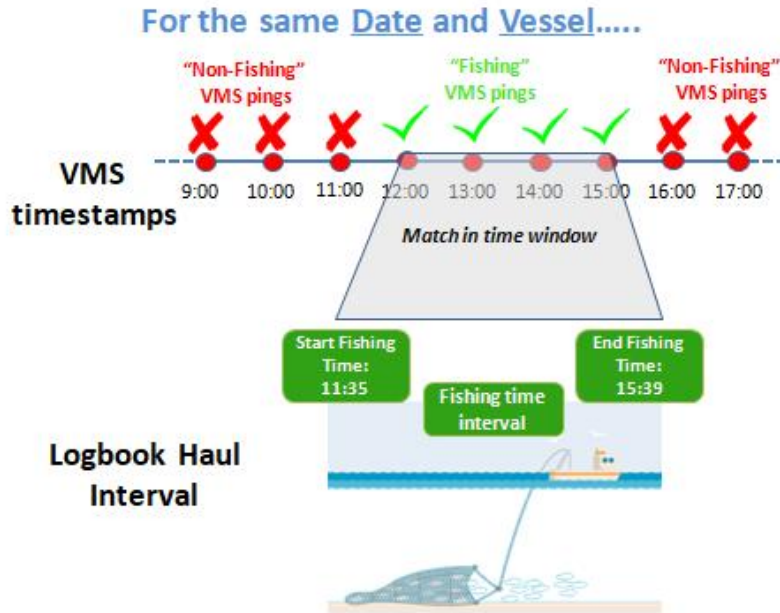 For the same Date and Vessel.....
“Non-Fishing”
VMS pings
“Fishing”
VMS pings
“Non-Fishing”
VMS pings
VMS
timestamps
9:00 10:00 11:00 12:00 13:00 14:00 15:00 16:00 17:00
Match in time window
Start Fishing
Time:
11:35
End Fishing
Time:
15:39
Fishing time
interval
Logbook Haul
Interval